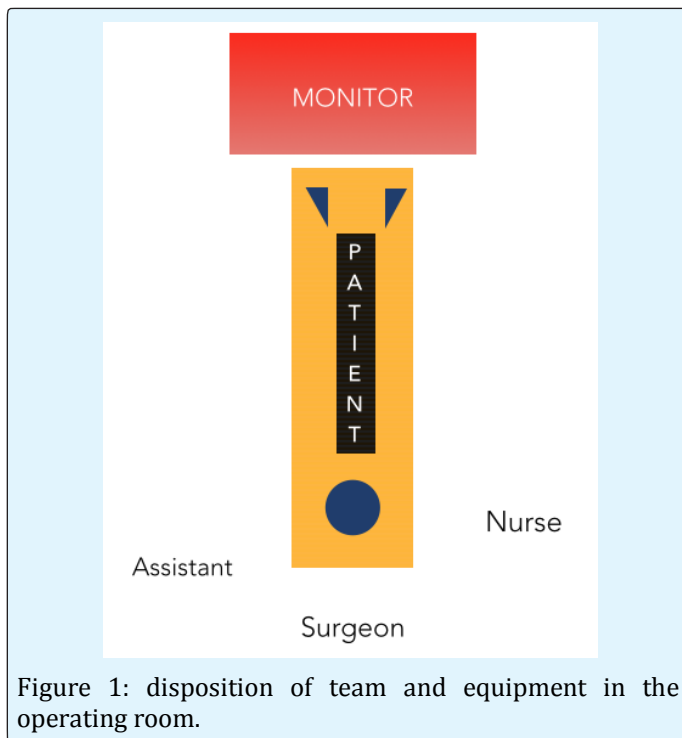 MONITOR
P
A
T
I
E
N
T
Nurse
Assistant
Surgeon
Figure 1: disposition of team and equipment in the
operating room.